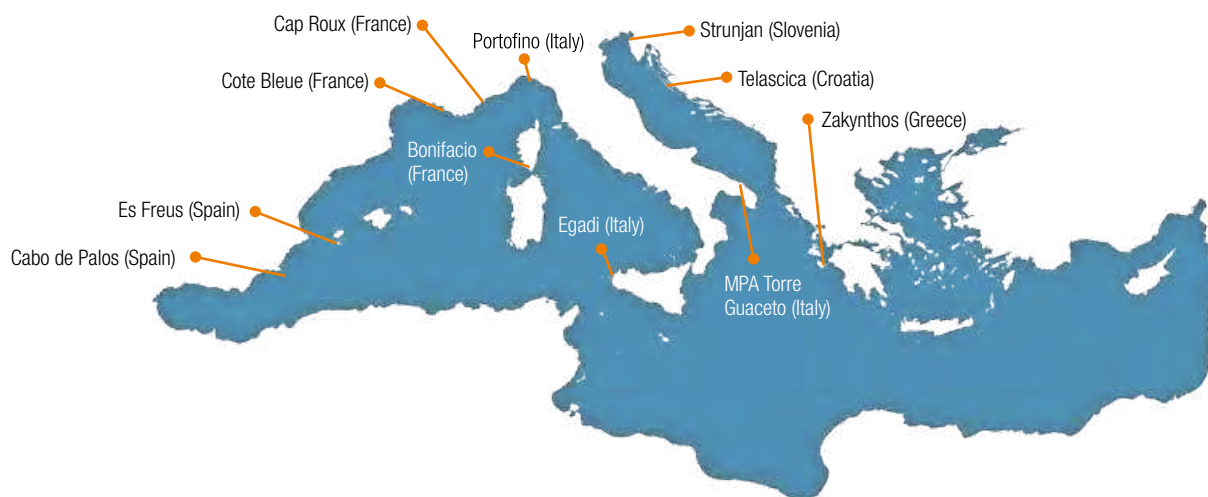 Cap Roux (France)
Portofino (Italy)
Strunjan (Slovenia)
Cote Bleue (France)
Telascica (Croatia)
Zakynthos (Greece)
Bonifacio
(France)
Es Freus (Spain)
Egadi (Italy)
Cabo de Palos (Spain)
MPA Torre
Guaceto (Italy)